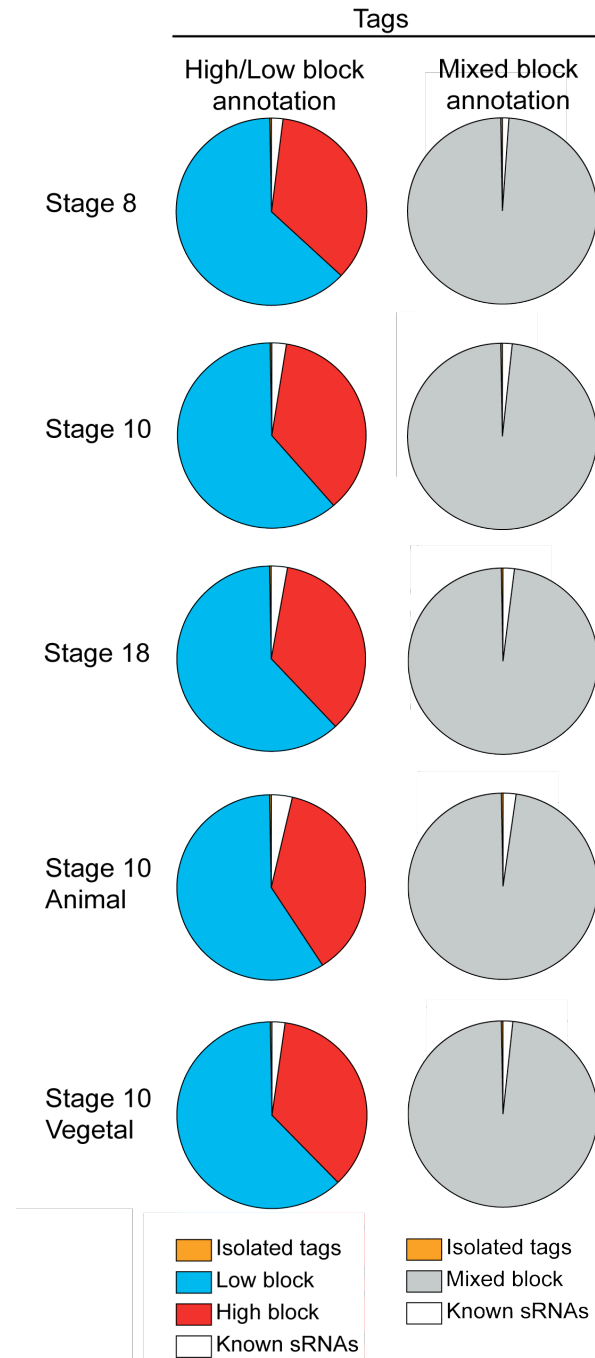 Tags
High/Low block
annotation
Mixed block
annotation
Stage 8
Stage 10
Stage 18
Stage 10
Animal
Stage 10
Vegetal
Isolated tags
Low block
High block
Known sRNAs
Isolated tags
Mixed block
Known sRNAs